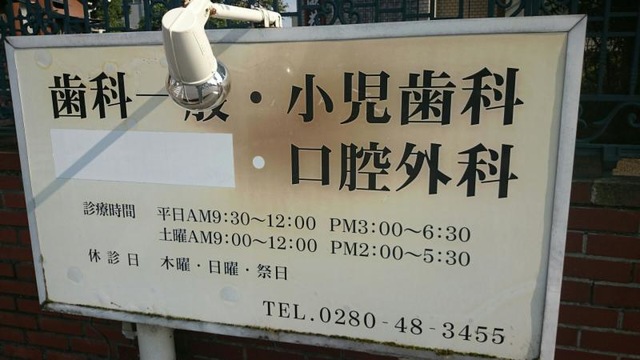 歯科一般・小児歯科
・口腔外科
診療時間 平日AM9:30〜12:00 PM3:00〜6:30
土曜AM9:00〜12:00 PM2:00〜5:30
休診日 木曜・日曜・祭日
TEL.0280-48-3455